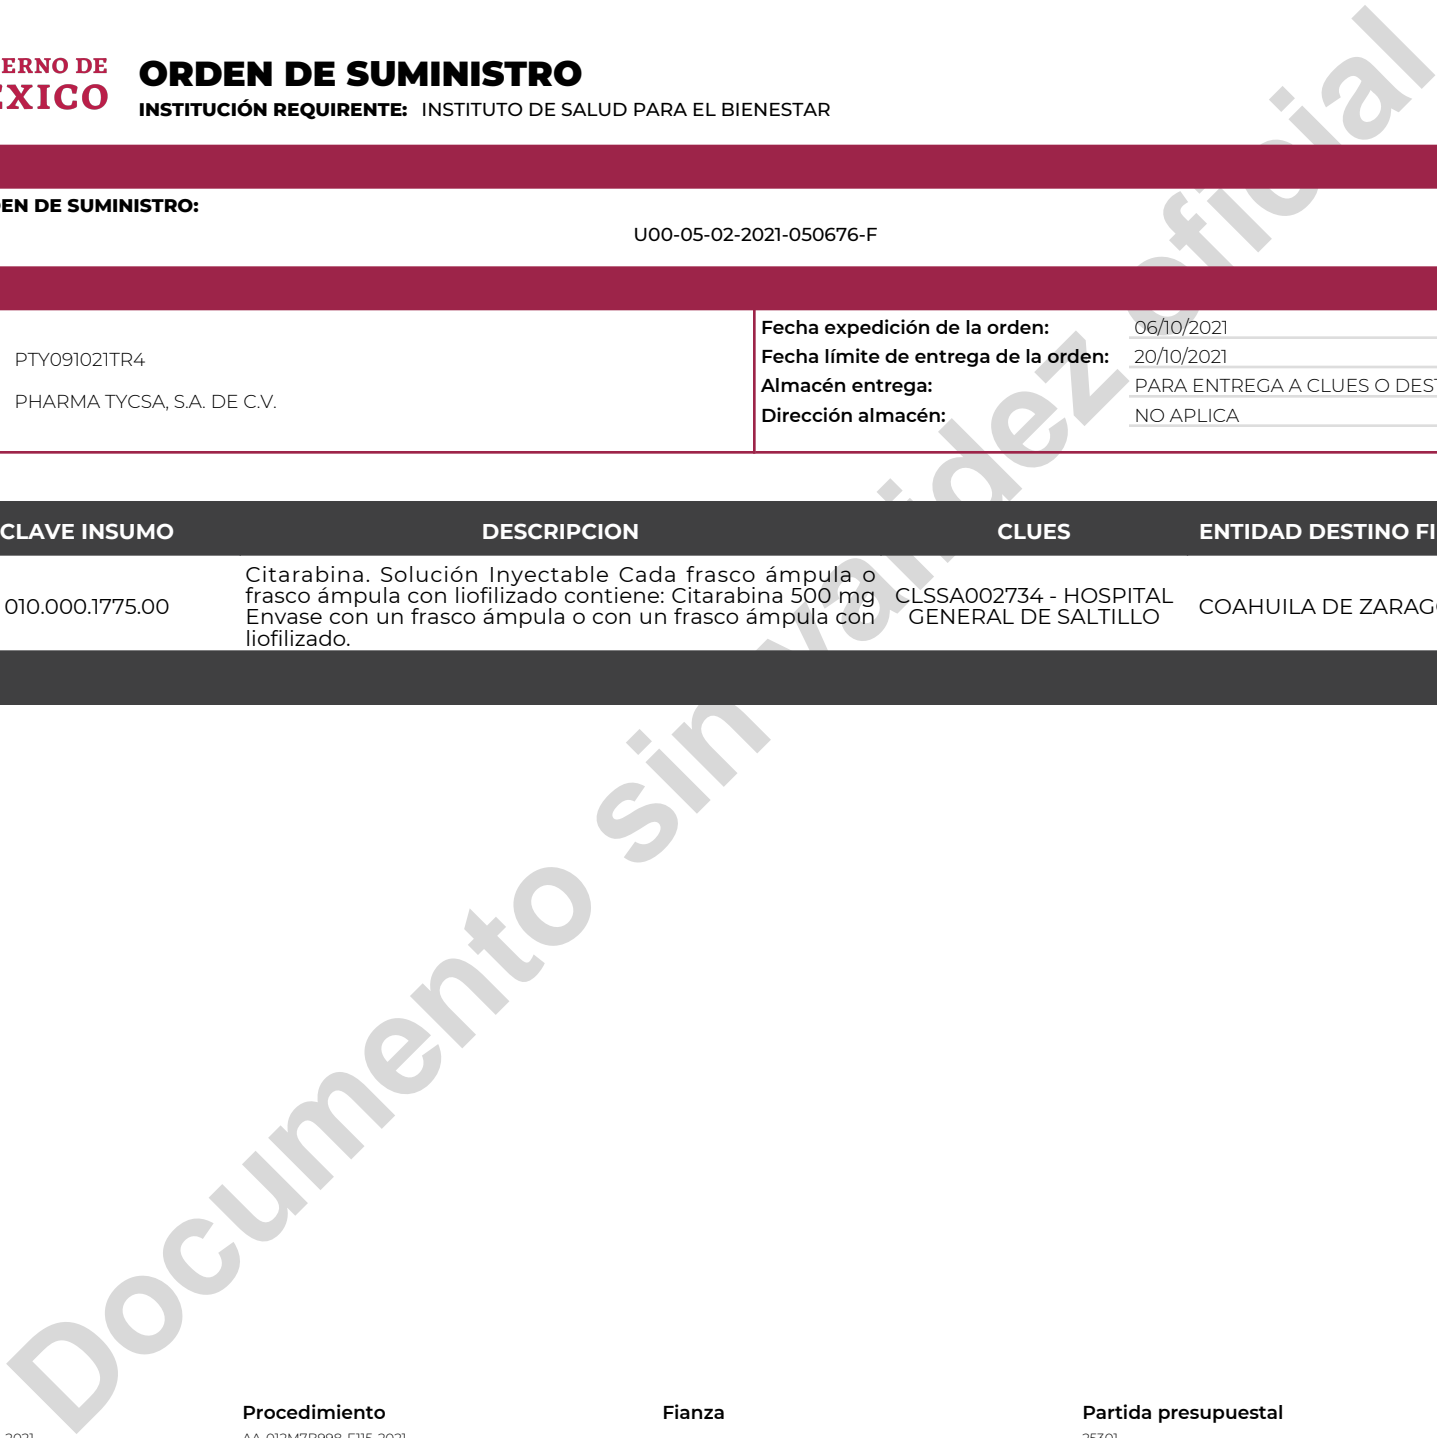 ERNO DE
EXICO
ORDEN DE SUMINISTRO
INSTITUCIÓN REQUIRENTE: INSTITUTO DE SALUD PARA EL BIENESTAR
EN DE SUMINISTRO:
U00-05-02-2021-050676-F
PTY091021TR4
PHARMA TYCSA, S.A. DE C.V.
Fecha expedición de la orden: 06/10/2021
Fecha límite de entrega de la orden: 20/10/2021
Almacén entrega: PARA ENTREGA A CLUES O DEST
Dirección almacén: NO APLICA
CLAVE INSUMO DESCRIPCION CLUES ENTIDAD DESTINO FI
010.000.1775.00
Citarabina. Solución Inyectable Cada frasco ámpula o
frasco ámpula con liofilizado contiene: Citarabina 500 mg
Envase con un frasco ámpula o con un frasco ámpula con
liofilizado.
CLSSA002734 - HOSPITAL
GENERAL DE SALTILLO
COAHUILA DE ZARAG
Documento sin validez oficial
Procedimiento Fianza Partida presupuestal